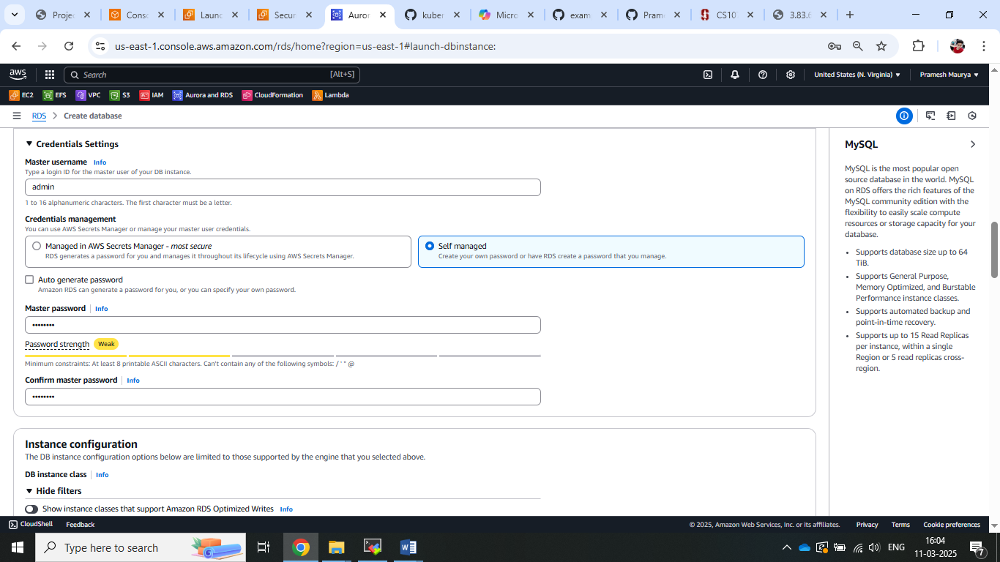 Projec
Conso
Launc
Secur
Auror
kuber
Micro
exam
Pram
CS107
3.83.6
us-east-1.console.aws.amazon.com/rds/home?region=us-east-1#launch-dbinstance:
aws
Search
[Alt+S]
United States (N. Virginia)
Pramesh Maurya
EC2
EFS
VPC
S3
IAM
Aurora and RDS
CloudFormation
Lambda
RDS
Create database
Credentials Settings
Master username Info
Type a login ID for the master user of your DB instance.
admin
1 to 16 alphanumeric characters. The first character must be a letter.
Credentials management
You can use AWS Secrets Manager or manage your master user credentials.
Managed in AWS Secrets Manager - most secure
RDS generates a password for you and manages it throughout its lifecycle using AWS Secrets Manager.
Self managed
Create your own password or have RDS create a password that you manage.
Auto generate password
Amazon RDS can generate a password for you, or you can specify your own password.
Master password Info
••••••••
Password strength Weak
Minimum constraints: At least 8 printable ASCII characters. Can't contain any of the following symbols: / ' " @
Confirm master password Info
••••••••
Instance configuration
The DB instance configuration options below are limited to those supported by the engine that you selected above.
DB instance class Info
Hide filters
Show instance classes that support Amazon RDS Optimized Writes Info
MySQL
MySQL is the most popular open
source database in the world. MySQL
on RDS offers the rich features of the
MySQL community edition with the
flexibility to easily scale compute
resources or storage capacity for your
database.
• Supports database size up to 64
TiB.
• Supports General Purpose,
Memory Optimized, and Burstable
Performance instance classes.
• Supports automated backup and
point-in-time recovery.
• Supports up to 15 Read Replicas
per instance, within a single
Region or 5 read replicas cross-
region.
CloudShell
Feedback
© 2025, Amazon Web Services, Inc. or its affiliates.
Privacy
Terms
Cookie preferences
Type here to search
ENG
16:04
11-03-2025
7